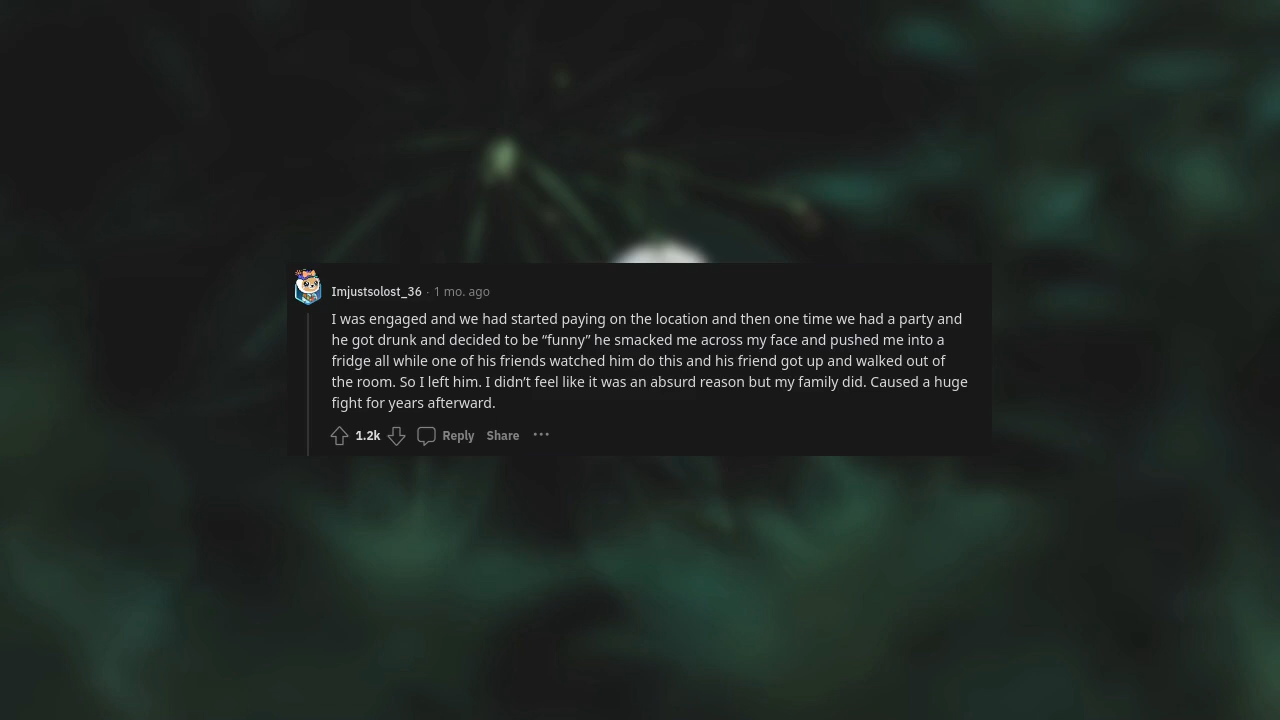 Imjustsolost_36 · 1 mo. ago
I was engaged and we had started paying on the location and then one time we had a party and
he got drunk and decided to be “funny” he smacked me across my face and pushed me into a
fridge all while one of his friends watched him do this and his friend got up and walked out of
the room. So I left him. I didn’t feel like it was an absurd reason but my family did. Caused a huge
fight for years afterward.
1.2k Reply Share ···